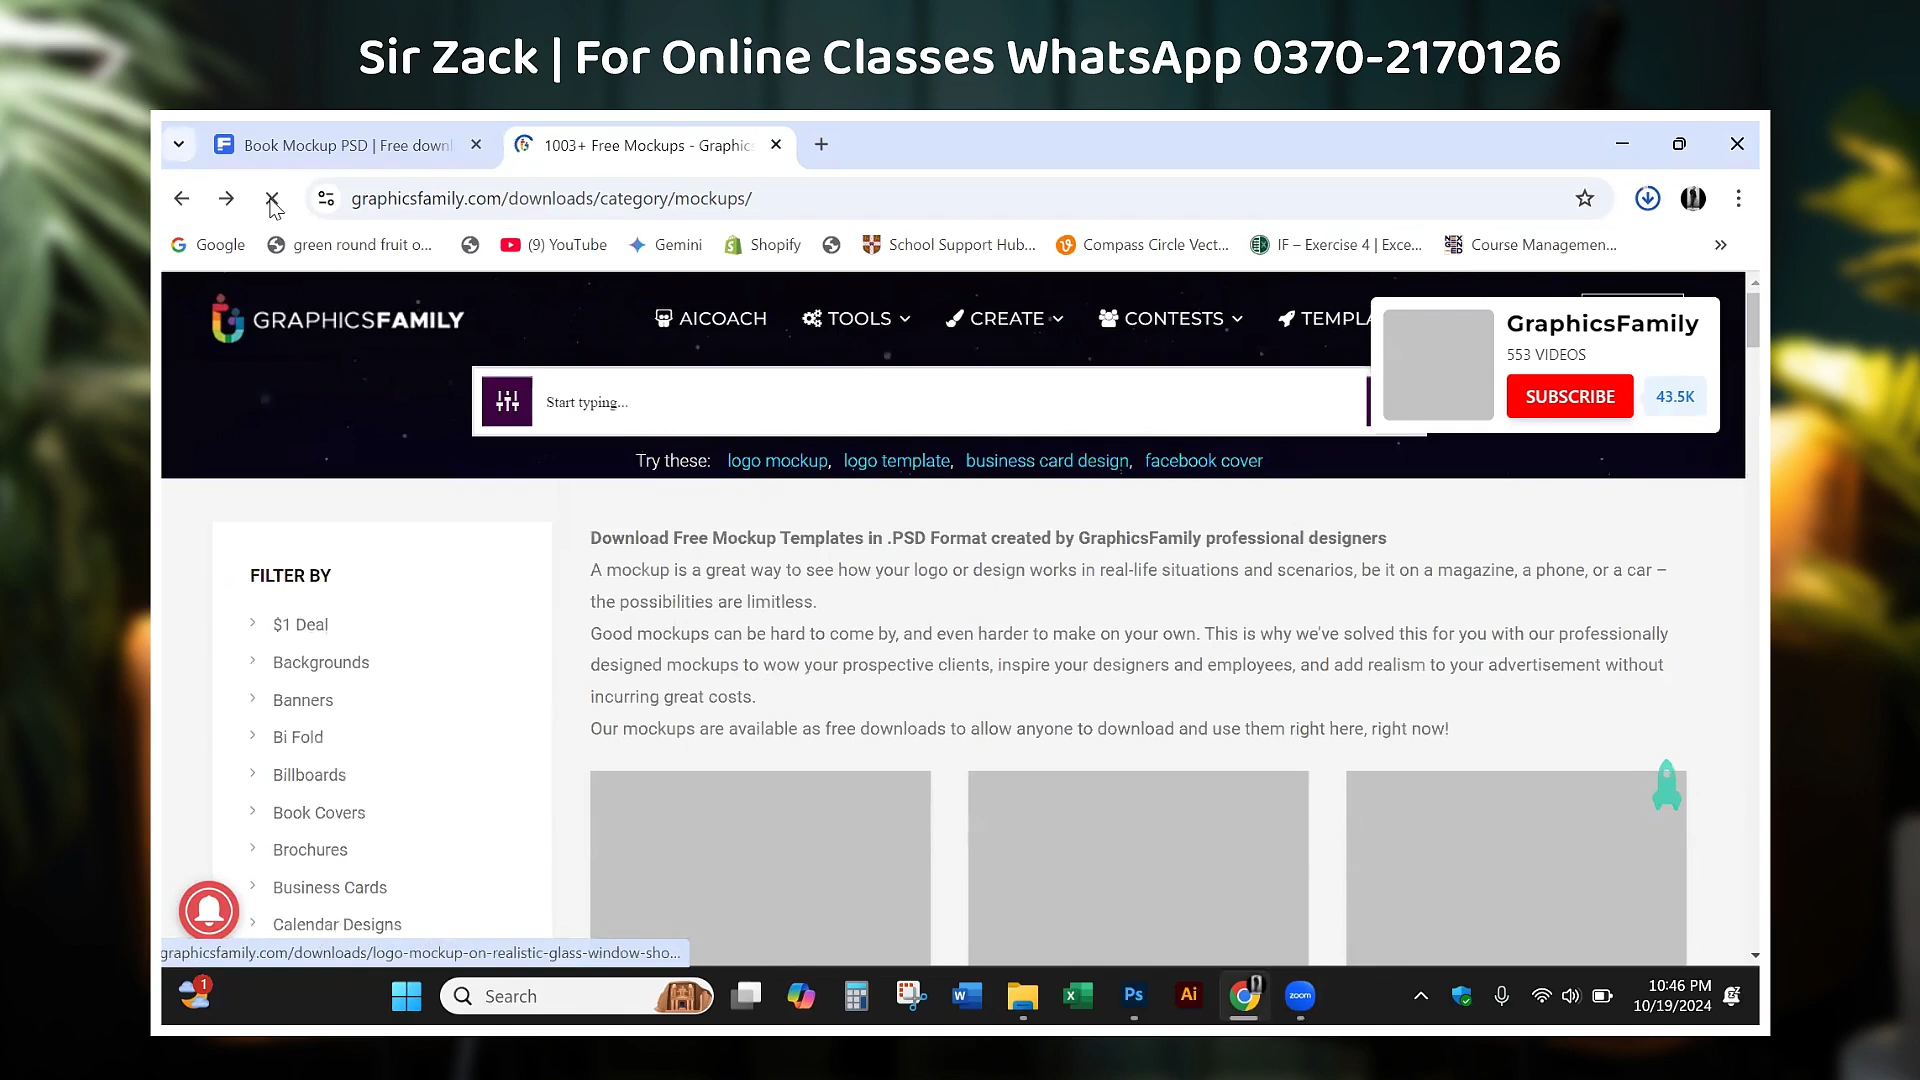 Sir Zack | For Online Classes WhatsApp 0370-2170126
Book Mockup PSD | Free down
1003+ Free Mockups - Graphic
graphicsfamily.com/downloads/category/mockups/
Google
green round fruit o...
(9) YouTube
Gemini
Shopify
School Support Hub...
Compass Circle Vect...
IF – Exercise 4 | Exce...
Course Managemen...
GRAPHICSFAMILY
AICOACH
TOOLS
CREATE
CONTESTS
TEMPLA
GraphicsFamily
553 VIDEOS
SUBSCRIBE
43.5K
Start typing...
Try these: logo mockup, logo template, business card design, facebook cover
FILTER BY
$1 Deal
Backgrounds
Banners
Bi Fold
Billboards
Book Covers
Brochures
Business Cards
Calendar Designs
Download Free Mockup Templates in .PSD Format created by GraphicsFamily professional designers
A mockup is a great way to see how your logo or design works in real-life situations and scenarios, be it on a magazine, a phone, or a car –
the possibilities are limitless.
Good mockups can be hard to come by, and even harder to make on your own. This is why we've solved this for you with our professionally
designed mockups to wow your prospective clients, inspire your designers and employees, and add realism to your advertisement without
incurring great costs.
Our mockups are available as free downloads to allow anyone to download and use them right here, right now!
graphicsfamily.com/downloads/logo-mockup-on-realistic-glass-window-sho...
1
Search
Ps
Ai
zoom
10:46 PM
10/19/2024